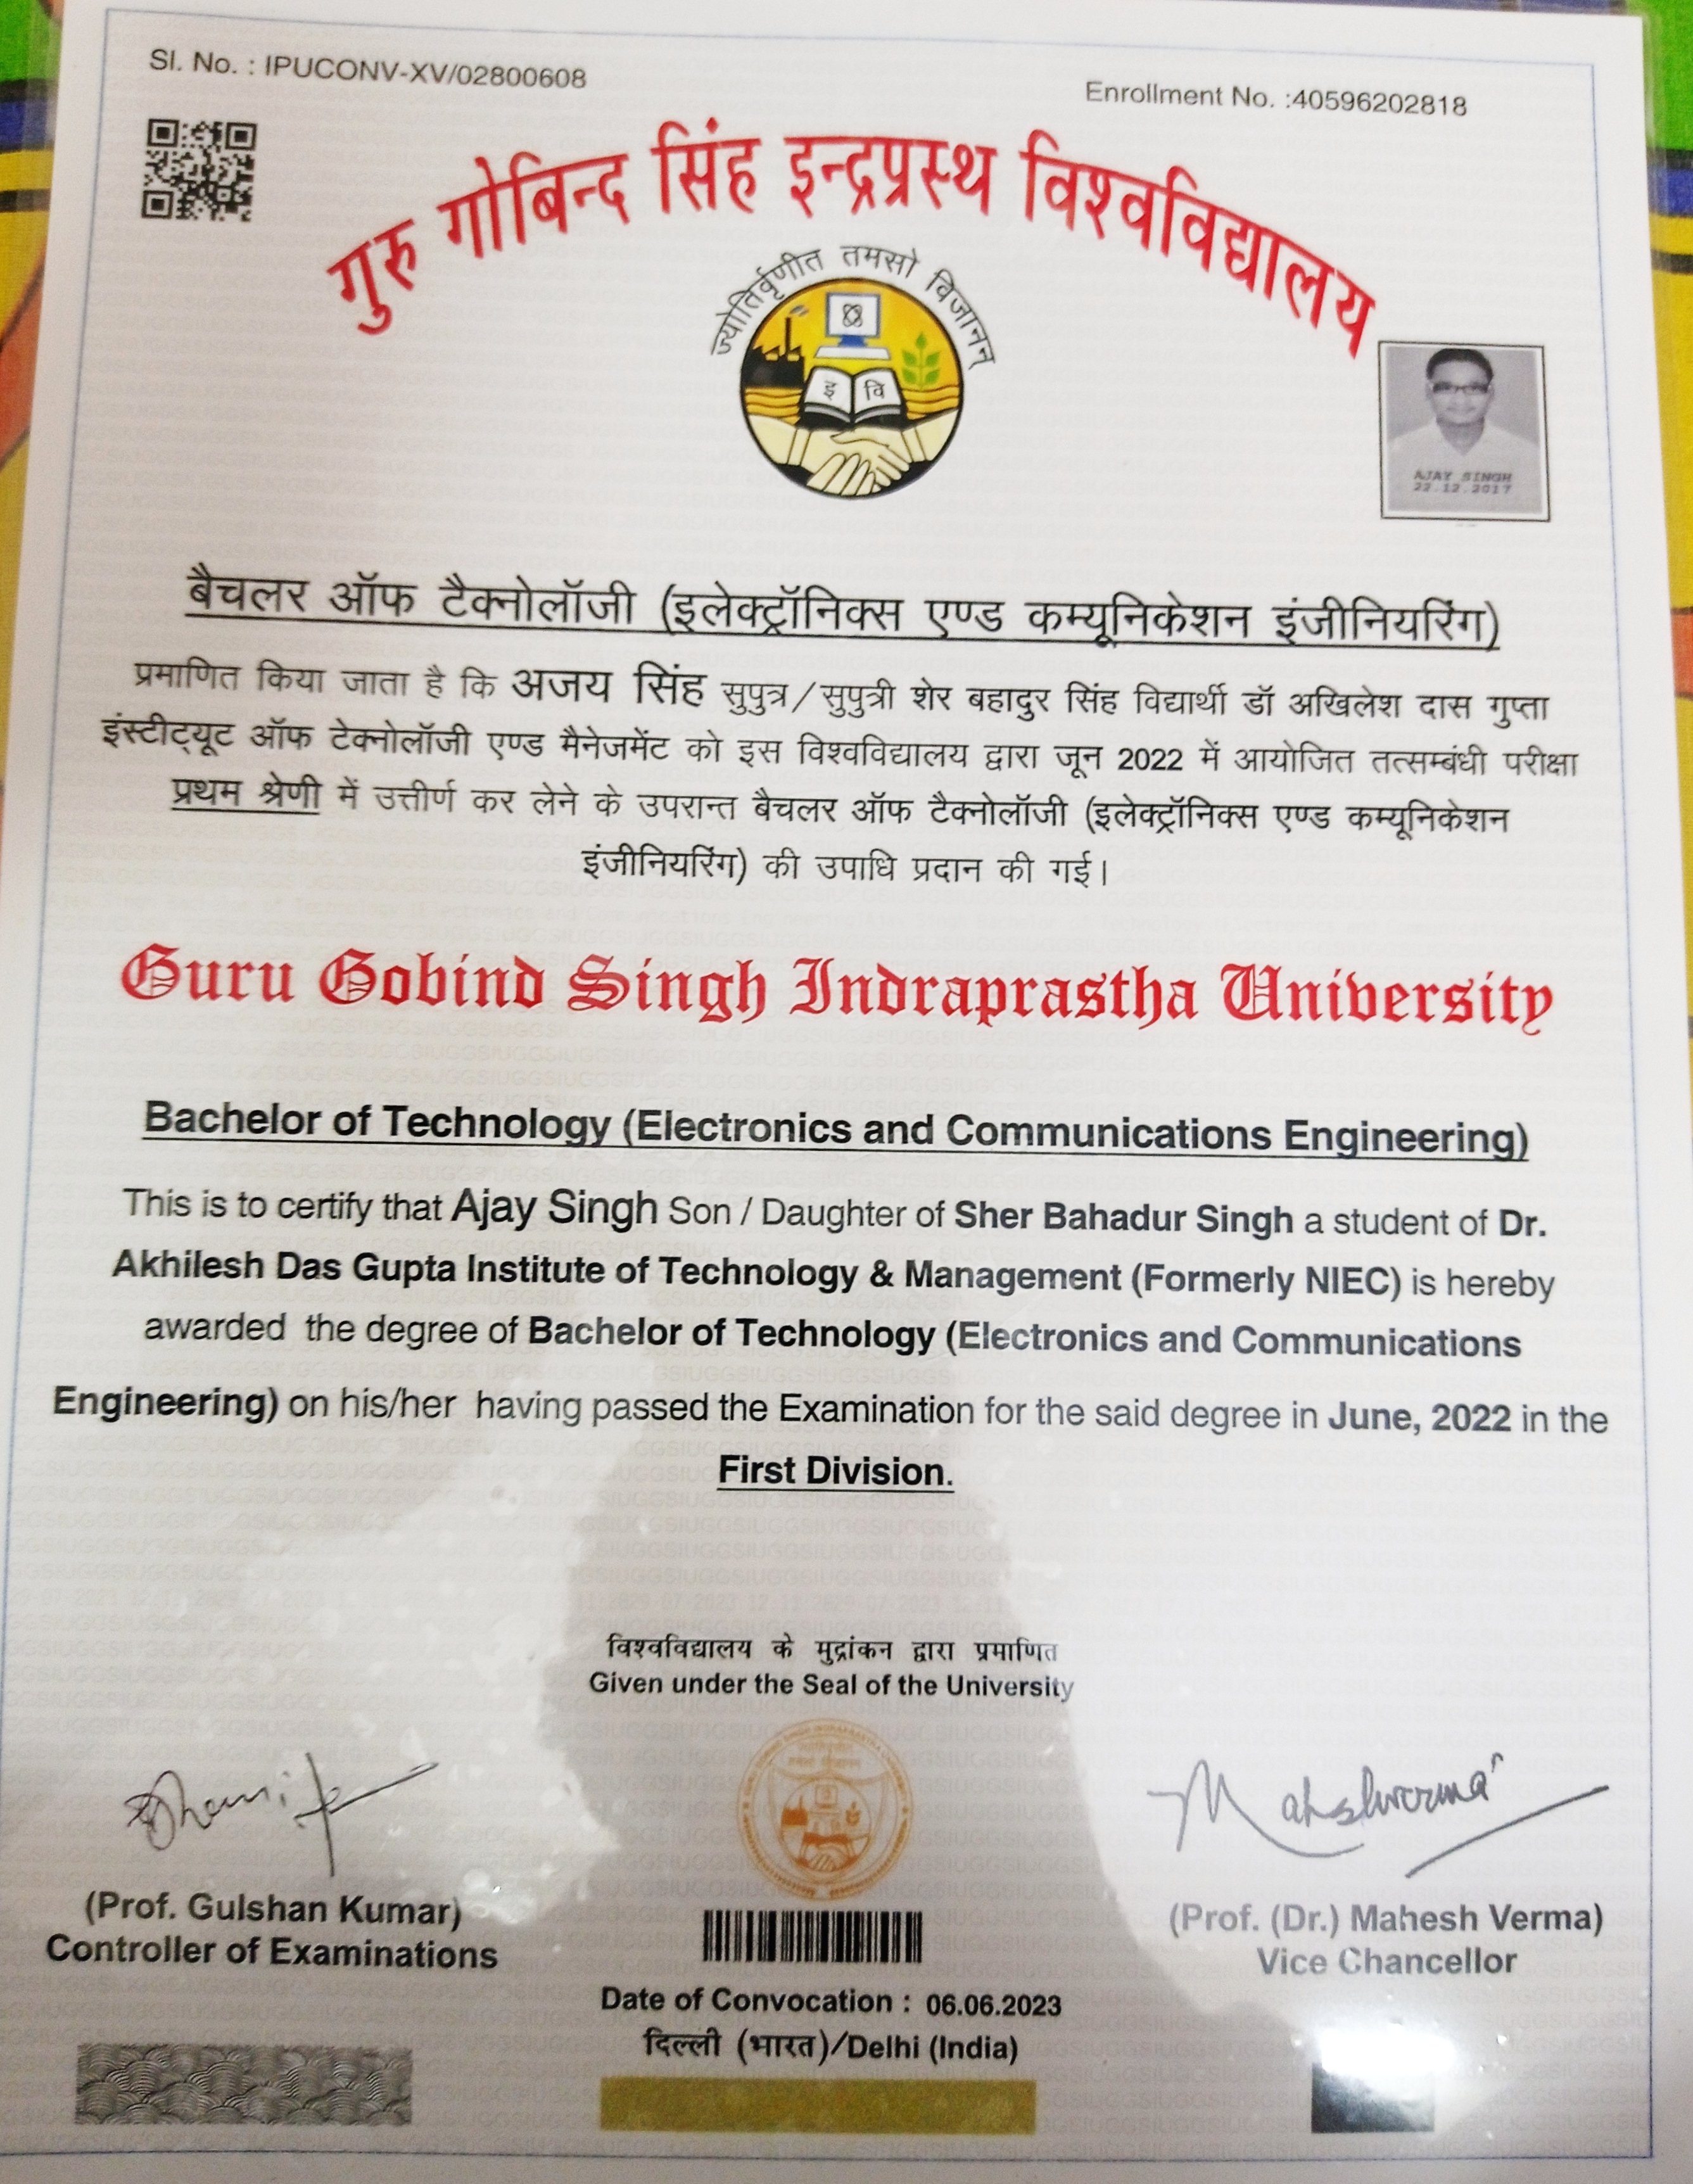 Sl. No. : IPUCONV-XV/02800608
Enrollment No. :40596202818
गुरु गोबिन्द सिंह इन्द्रप्रस्थ विश्वविद्यालय
ज्योतिर्वृणीत तमसो विजानन्
इ वि
AJAY SINGH
22.12.2017
बैचलर ऑफ टैक्नोलॉजी (इलेक्ट्रॉनिक्स एण्ड कम्यूनिकेशन इंजीनियरिंग)
प्रमाणित किया जाता है कि अजय सिंह सुपुत्र/सुपुत्री शेर बहादुर सिंह विद्यार्थी डॉ अखिलेश दास गुप्ता
इंस्टीट्यूट ऑफ टेक्नोलॉजी एण्ड मैनेजमेंट को इस विश्वविद्यालय द्वारा जून 2022 में आयोजित तत्सम्बंधी परीक्षा
प्रथम श्रेणी में उत्तीर्ण कर लेने के उपरान्त बैचलर ऑफ टैक्नोलॉजी (इलेक्ट्रॉनिक्स एण्ड कम्यूनिकेशन
इंजीनियरिंग) की उपाधि प्रदान की गई।
Guru Gobind Singh Indraprastha University
Bachelor of Technology (Electronics and Communications Engineering)
This is to certify that Ajay Singh Son / Daughter of Sher Bahadur Singh a student of Dr.
Akhilesh Das Gupta Institute of Technology & Management (Formerly NIEC) is hereby
awarded the degree of Bachelor of Technology (Electronics and Communications
Engineering) on his/her having passed the Examination for the said degree in June, 2022 in the
First Division.
विश्वविद्यालय के मुद्रांकन द्वारा प्रमाणित
Given under the Seal of the University
(Prof. Gulshan Kumar)
Controller of Examinations
(Prof. (Dr.) Mahesh Verma)
Vice Chancellor
Date of Convocation : 06.06.2023
दिल्ली (भारत)/Delhi (India)